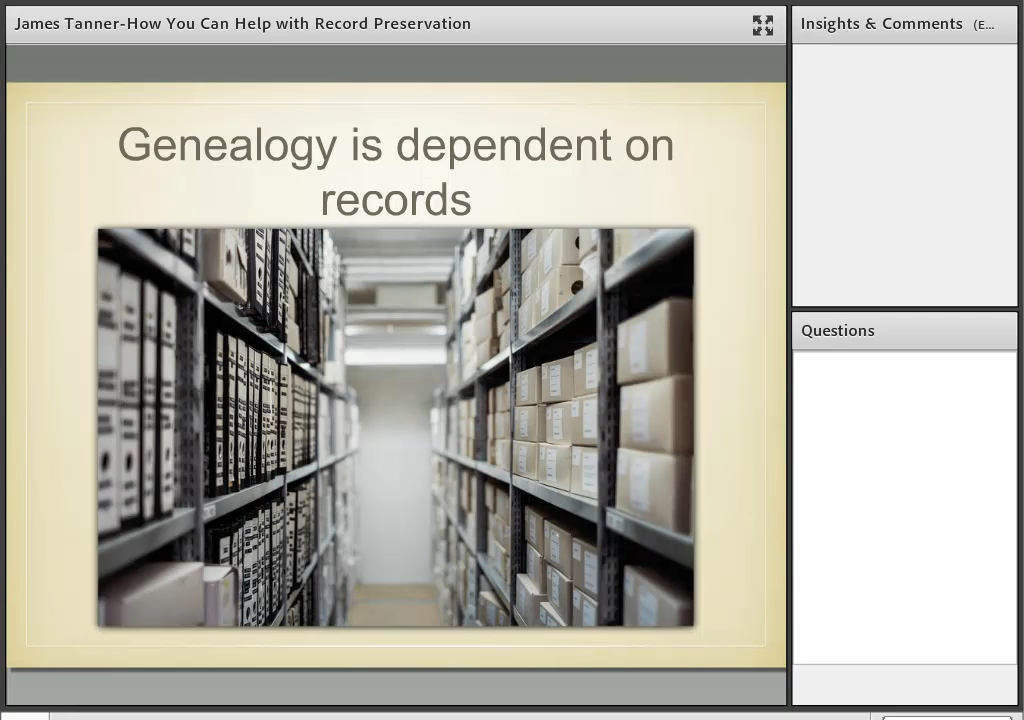 James Tanner-How You Can Help with Record Preservation
Insights & Comments (E...
Genealogy is dependent on
records
Questions